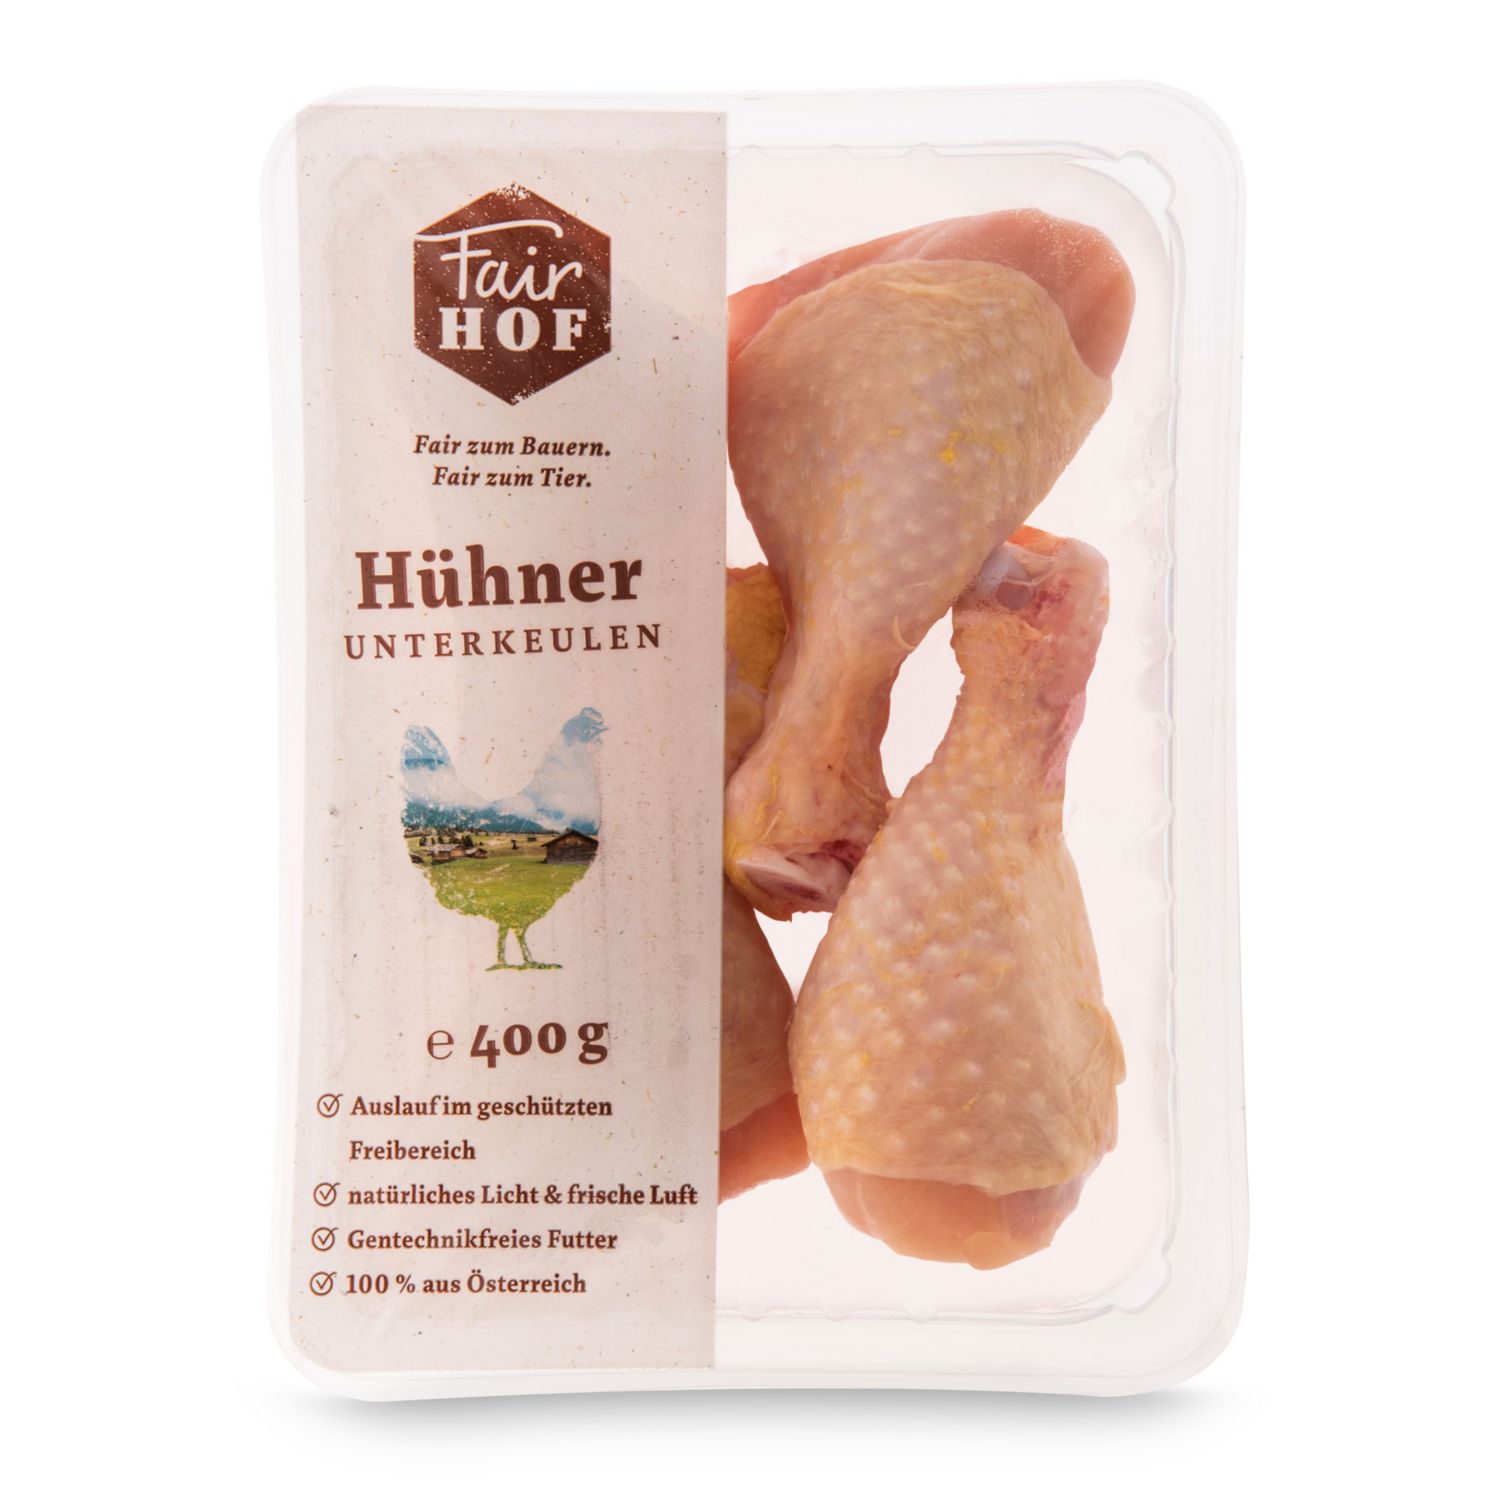 Fair
HOF
Fair zum Bauern.
Fair zum Tier.
Hühner
UNTERKEULEN
℮ 400 g
Auslauf im geschützten
Freibereich
natürliches Licht & frische Luft
Gentechnikfreies Futter
100 % aus Österreich